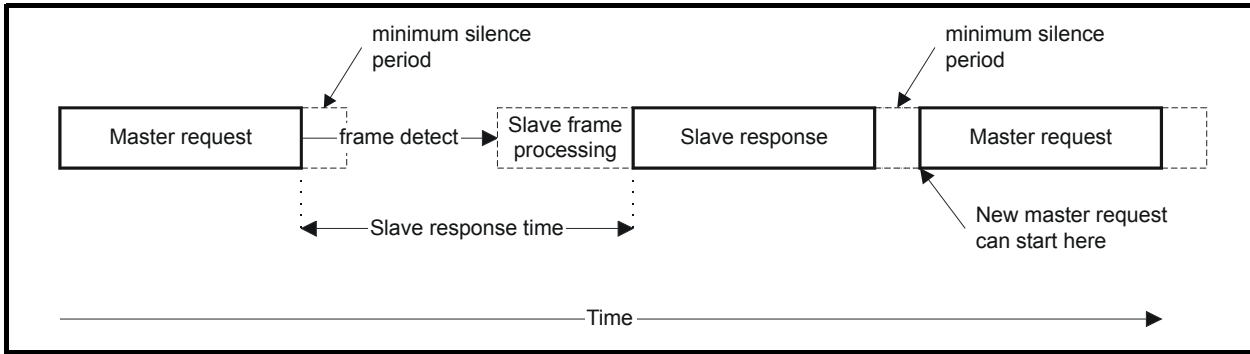 minimum silence
period
minimum silence
period
Master request
frame detect
Slave frame
processing
Slave response
Master request
Slave response time
New master request
can start here
Time